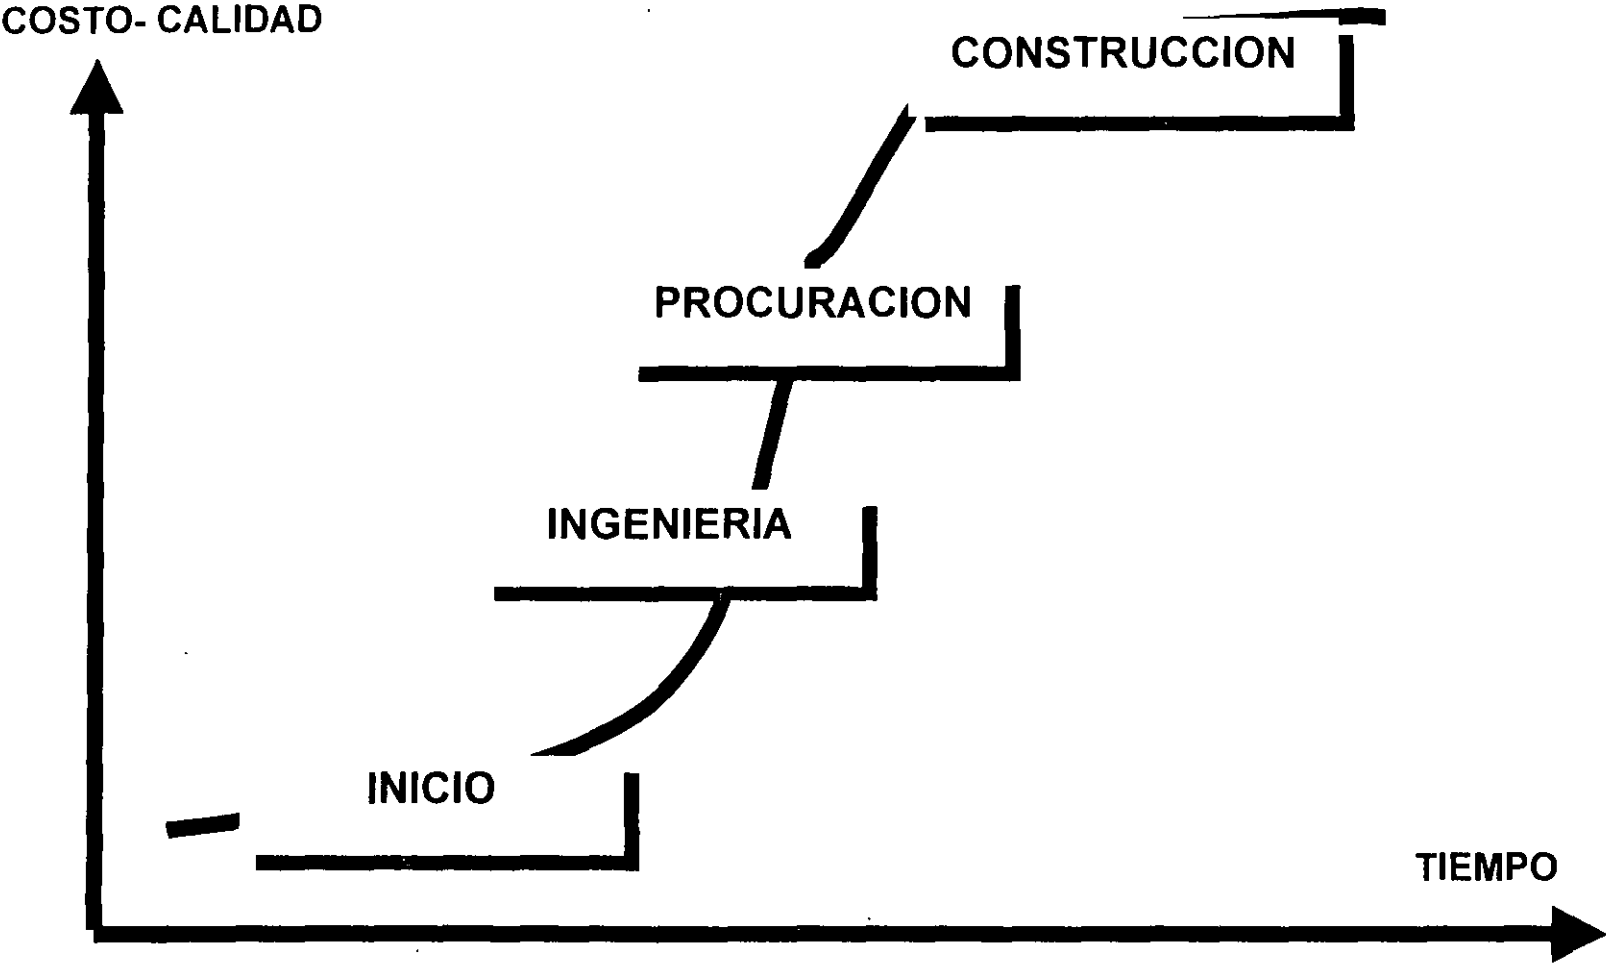 COSTO- CALIDAD
CONSTRUCCION
PROCURACION
INGENIERIA
INICIO
TIEMPO